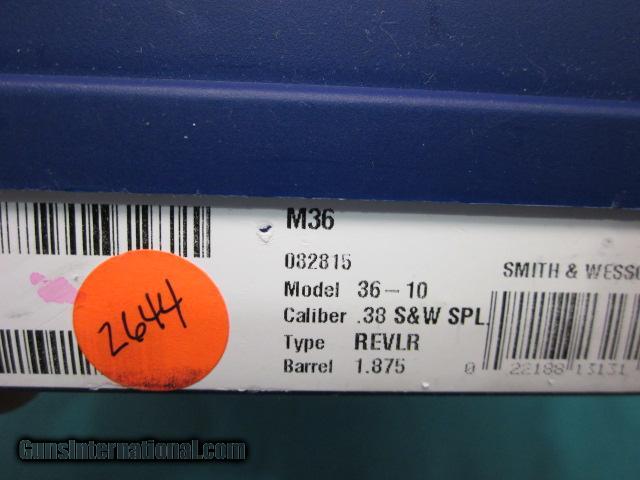 M36
082815
Model 36-10
Caliber .38 S&W SPL.
Type REVLR
Barrel 1.875
SMITH & WESSO
0 22188 13131
2644
GunsInternational.com